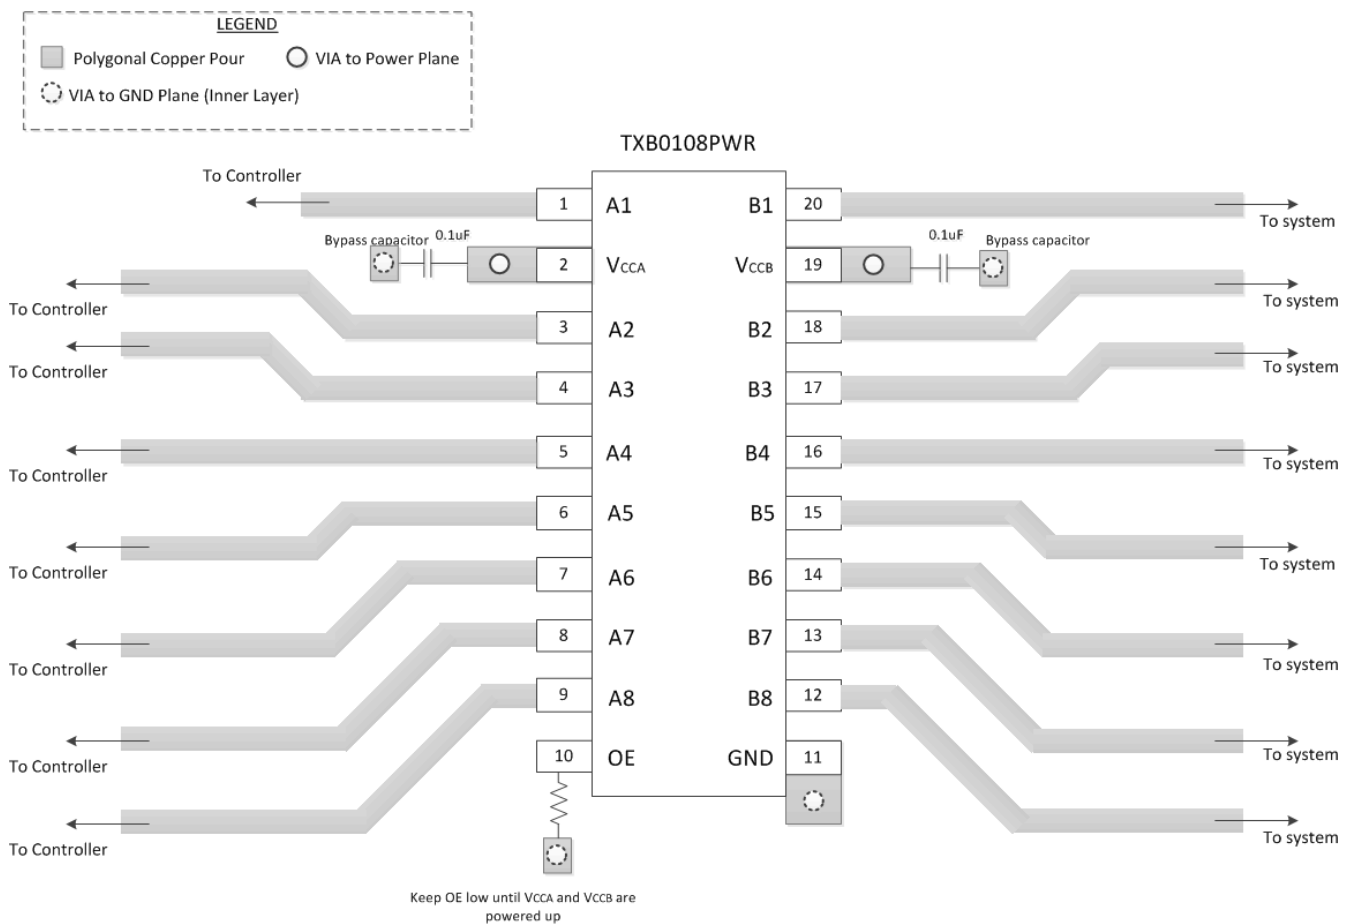 LEGEND
Polygonal Copper Pour
VIA to Power Plane
VIA to GND Plane (Inner Layer)
TXB0108PWR
To Controller
1 A1 B1 20
To system
Bypass capacitor 0.1uF
2 VCCA VCCB 19
0.1uF Bypass capacitor
To Controller
3 A2 B2 18
To system
To Controller
4 A3 B3 17
To system
5 A4 B4 16
To Controller
To system
6 A5 B5 15
To Controller
To system
7 A6 B6 14
To Controller
To system
8 A7 B7 13
To Controller
To system
9 A8 B8 12
To Controller
To system
10 OE GND 11
Keep OE low until VCCA and VCCB are
powered up